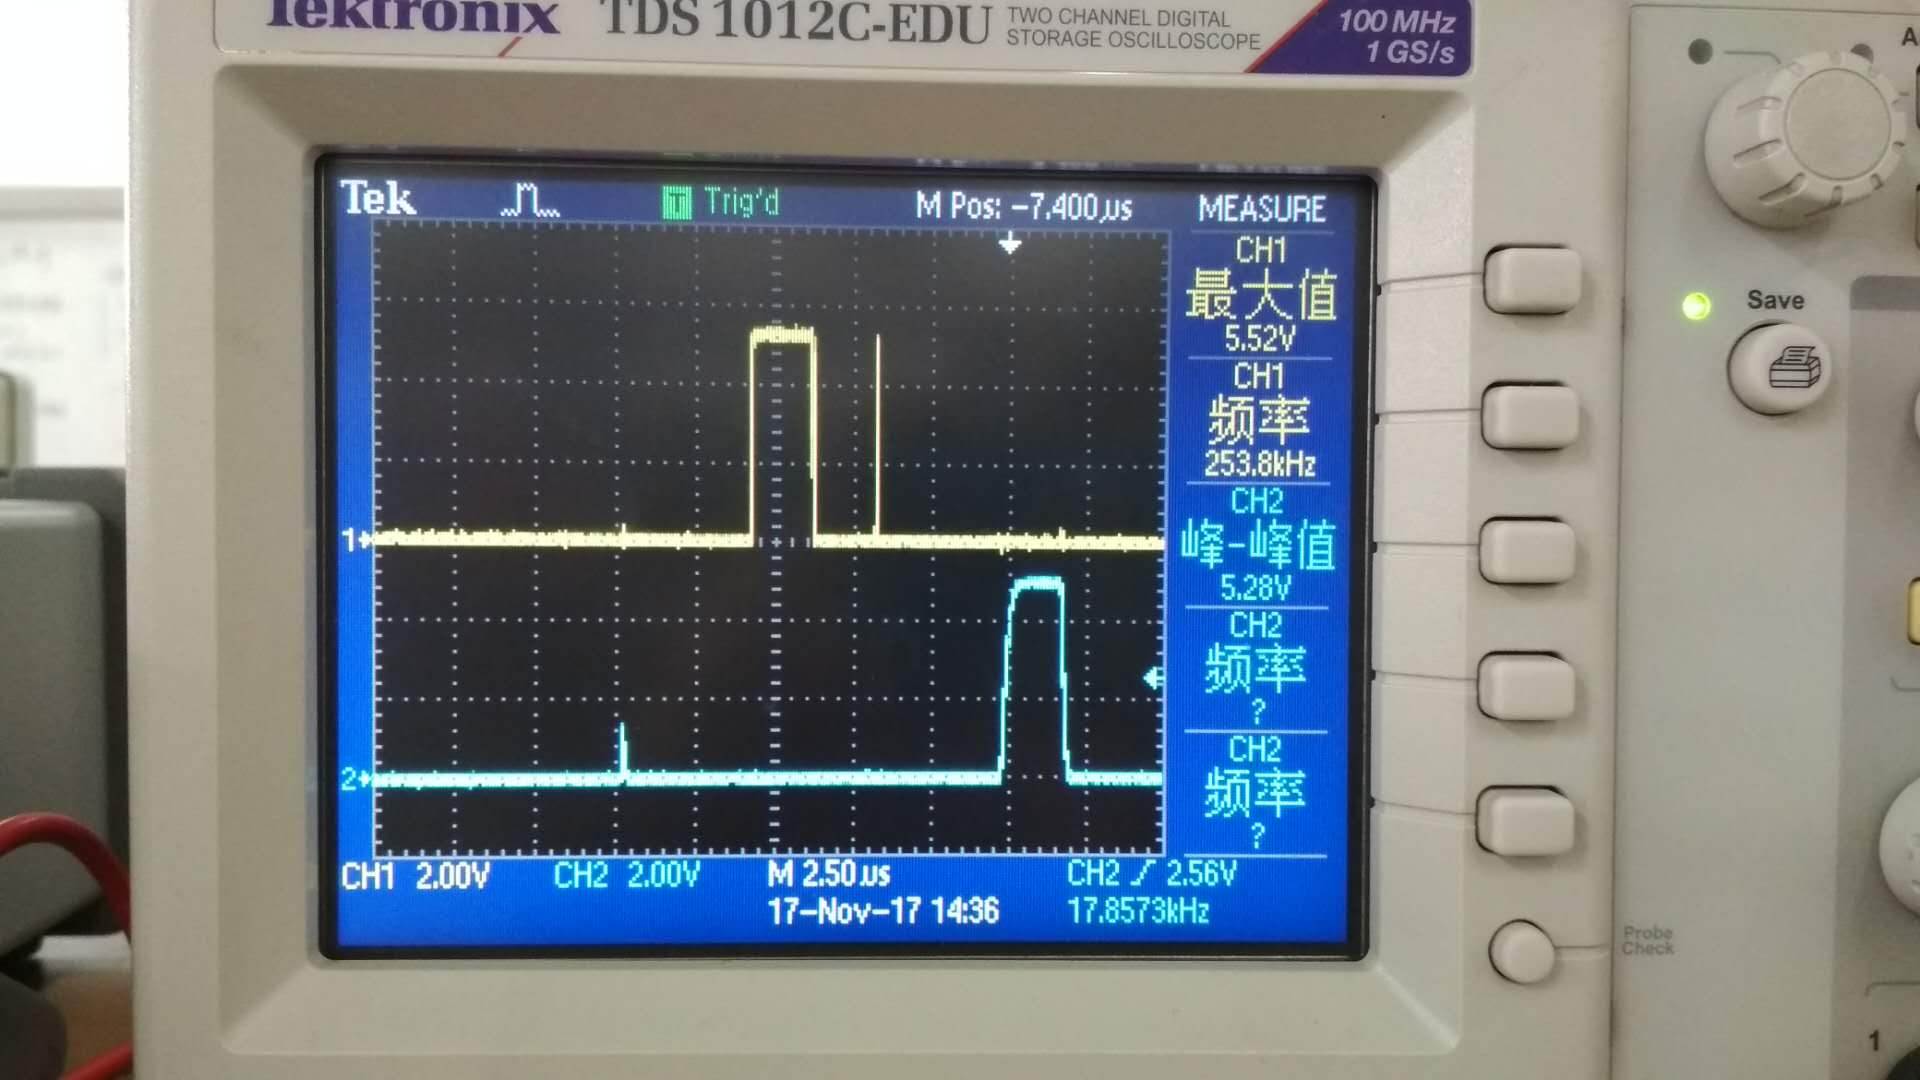 Tektronix TDS 1012C-EDU TWO CHANNEL DIGITAL STORAGE OSCILLOSCOPE
100 MHz
1 GS/s
Tek Trig'd M Pos: -7.400µs MEASURE
CH1
最大值
5.52V
CH1
频率
253.8kHz
CH2
峰-峰值
5.28V
CH2
频率
?
CH2
频率
?
1
2
CH1 2.00V CH2 2.00V M 2.50µs CH2 2.56V
17-Nov-17 14:36 17.8573kHz
Save
Probe
Check
1